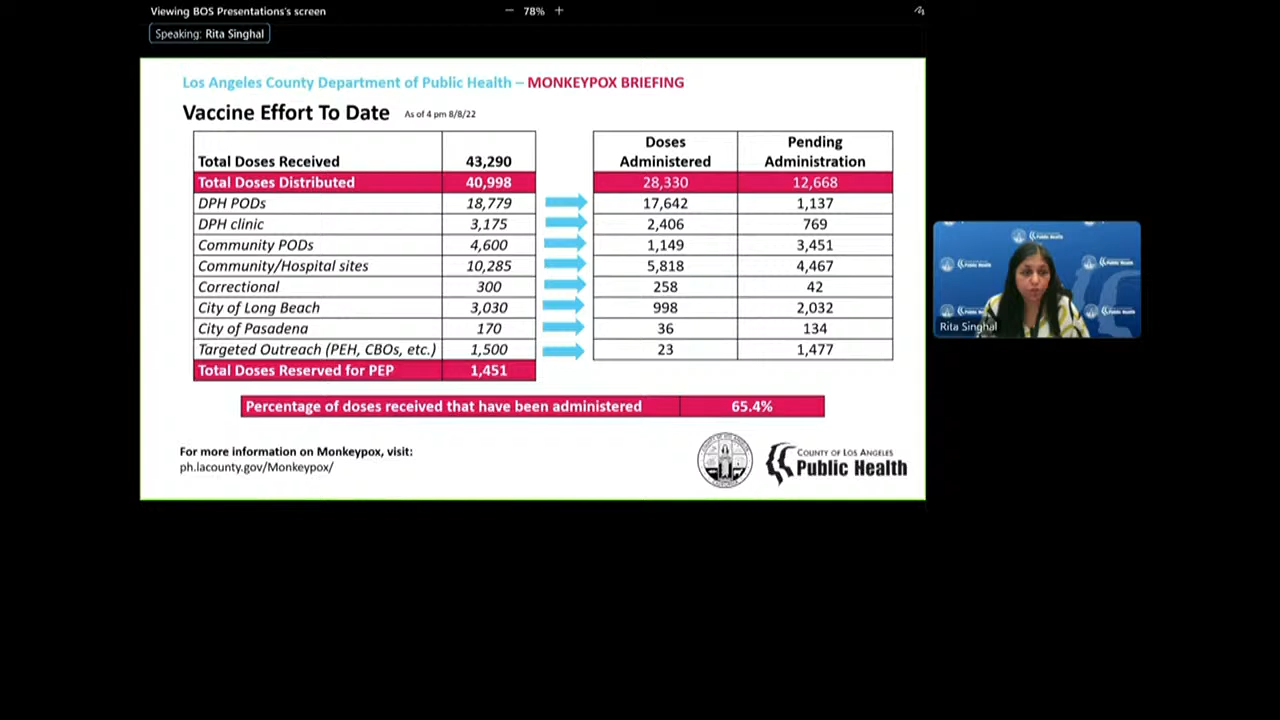 Viewing BOS Presentations's screen
78%
Speaking: Rita Singhal
Los Angeles County Department of Public Health – MONKEYPOX BRIEFING
Vaccine Effort To Date As of 4 pm 8/8/22
Doses Administered Pending Administration
Total Doses Received 43,290
Total Doses Distributed 40,998 28,330 12,668
DPH PODs 18,779 17,642 1,137
DPH clinic 3,175 2,406 769
Community PODs 4,600 1,149 3,451
Community/Hospital sites 10,285 5,818 4,467
Correctional 300 258 42
City of Long Beach 3,030 998 2,032
City of Pasadena 170 36 134
Targeted Outreach (PEH, CBOs, etc.) 1,500 23 1,477
Total Doses Reserved for PEP 1,451
Percentage of doses received that have been administered 65.4%
For more information on Monkeypox, visit:
ph.lacounty.gov/Monkeypox/
COUNTY OF LOS ANGELES
Public Health
Rita Singhal